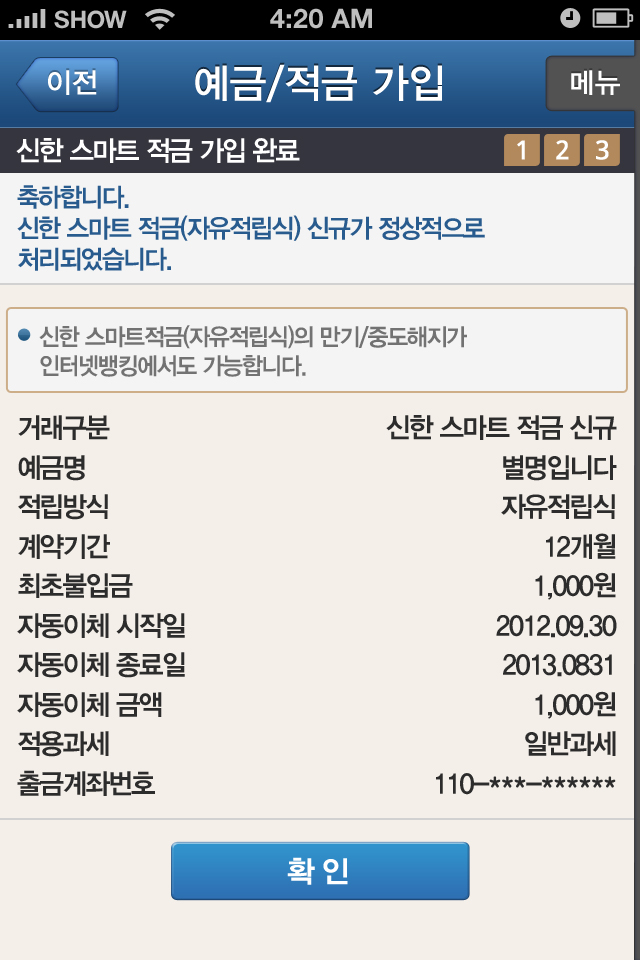 SHOW 4:20 AM
이전 예금/적금 가입 메뉴
신한 스마트 적금 가입 완료 1 2 3
축하합니다.
신한 스마트 적금(자유적립식) 신규가 정상적으로
처리되었습니다.
신한 스마트적금(자유적립식)의 만기/중도해지가
인터넷뱅킹에서도 가능합니다.
거래구분 신한 스마트 적금 신규
예금명 별명입니다
적립방식 자유적립식
계약기간 12개월
최초불입금 1,000원
자동이체 시작일 2012.09.30
자동이체 종료일 2013.0831
자동이체 금액 1,000원
적용과세 일반과세
출금계좌번호 110-***-******
확 인